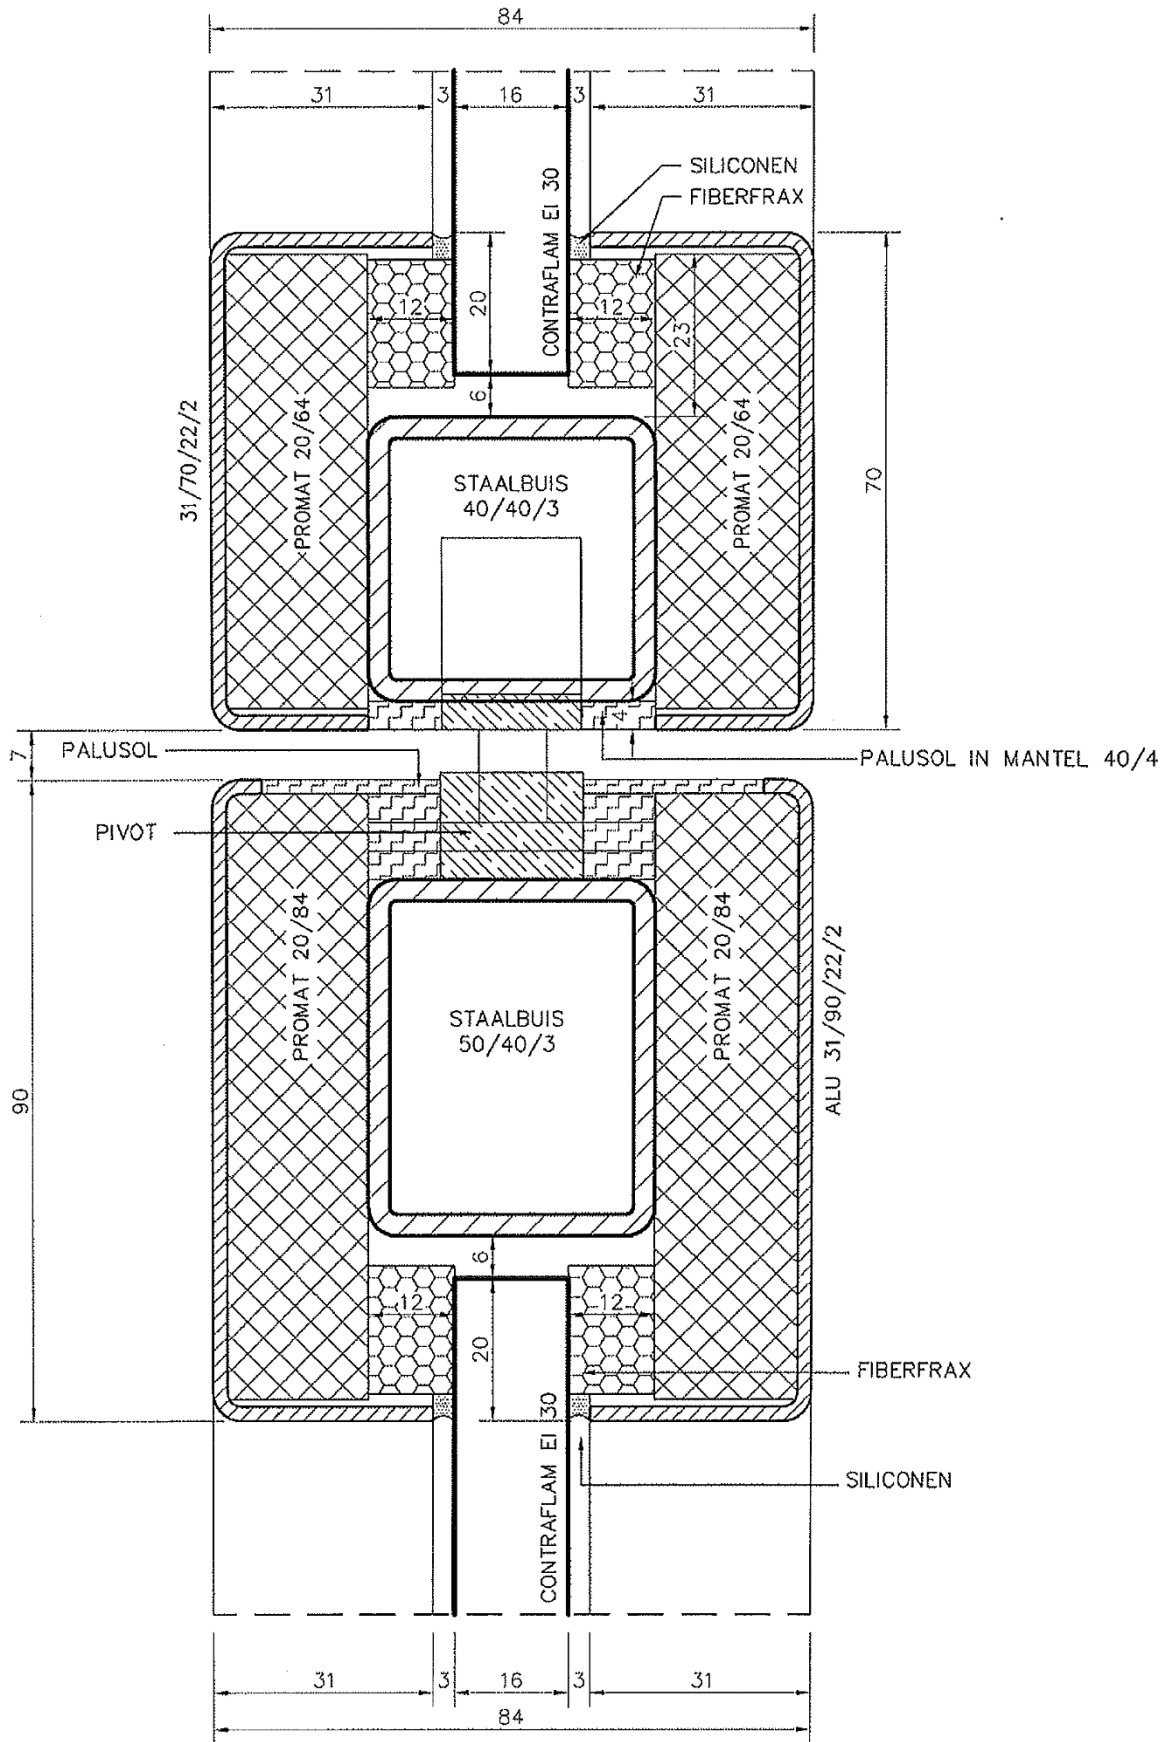 84
31
3
16
3
31
SILICONEN
FIBERFRAX
CONTRAFLAM EI 30
12
20
12
23
6
31/70/22/2
PROMAT 20/64
STAALBUIS
40/40/3
PROMAT 20/64
70
4
7
PALUSOL
PALUSOL IN MANTEL 40/4
PIVOT
PROMAT 20/84
STAALBUIS
50/40/3
PROMAT 20/84
ALU 31/90/22/2
90
6
12
20
12
FIBERFRAX
CONTRAFLAM EI 30
SILICONEN
31
3
16
3
31
84